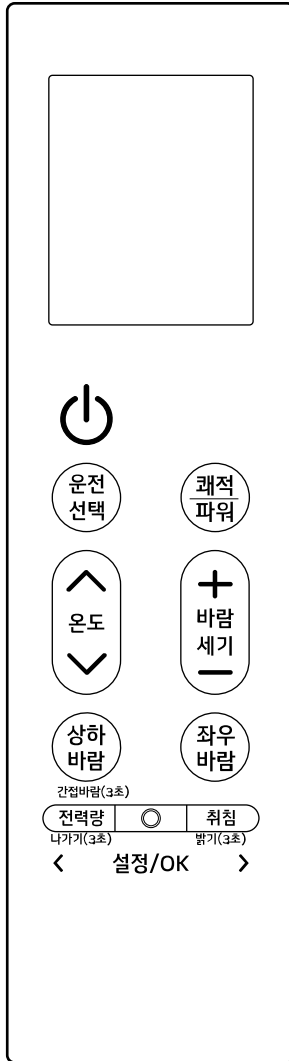 운전
선택
쾌적
파워
온도
바람
세기
상하
바람
좌우
바람
간접바람(3초)
전력량
취침
나가기(3초)
밝기(3초)
< 설정/OK >